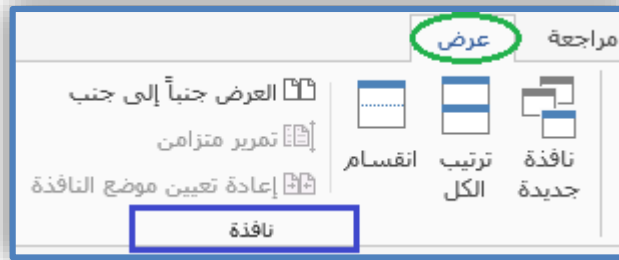 مراجعة
عرض
نافذة
جديدة
ترتيب
الكل
انقسام
العرض جنباً إلى جنب
تمرير متزامن
إعادة تعيين موضع النافذة
نافذة